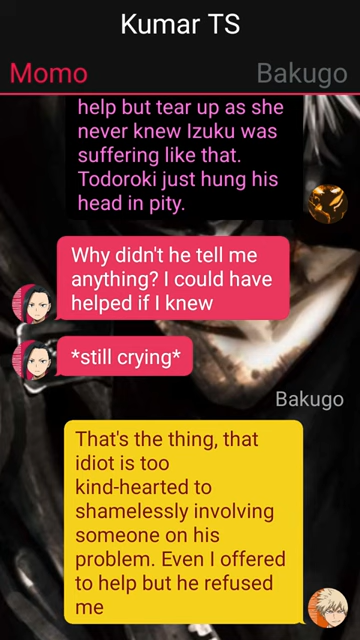 Kumar TS
Momo
Bakugo
help but tear up as she
never knew Izuku was
suffering like that.
Todoroki just hung his
head in pity.
Why didn't he tell me
anything? I could have
helped if I knew
*still crying*
Bakugo
That's the thing, that
idiot is too
kind-hearted to
shamelessly involving
someone on his
problem. Even I offered
to help but he refused
me